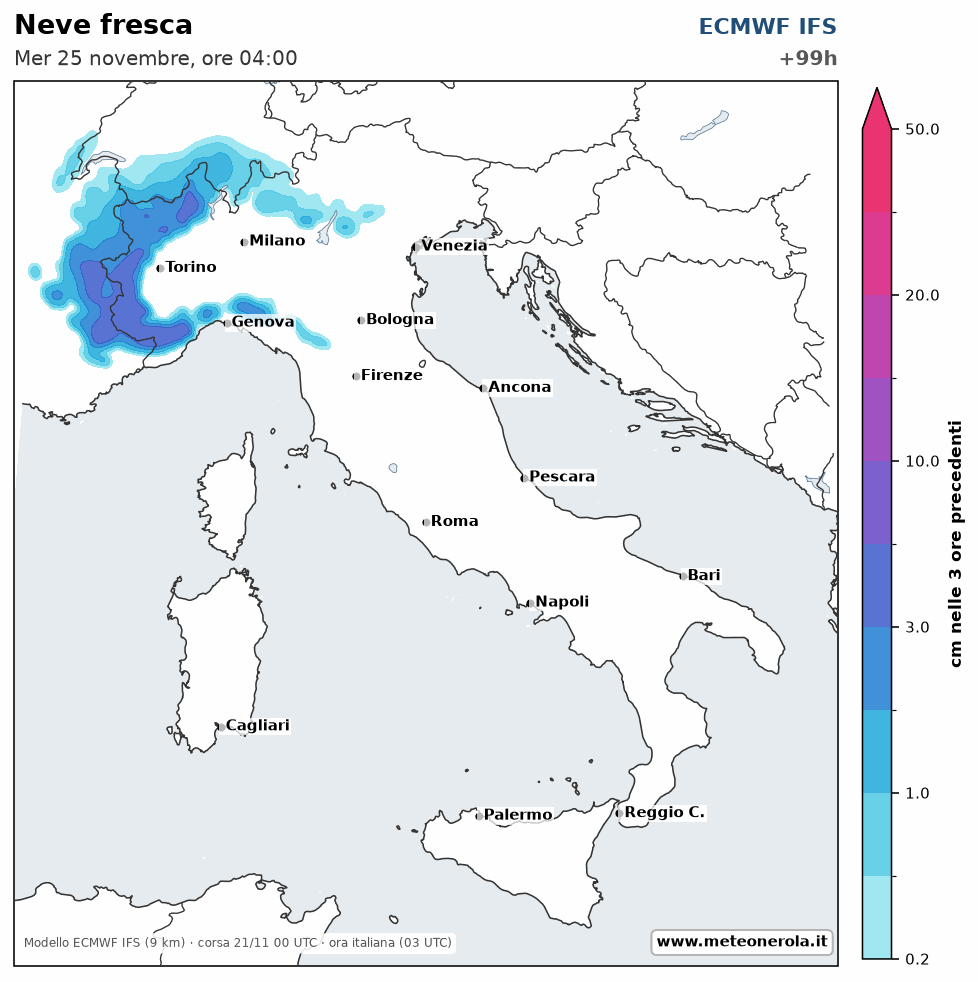 Neve fresca
ECMWF IFS
Mer 25 novembre, ore 04:00
+99h
50.0
20.0
10.0
3.0
1.0
0.2
cm nelle 3 ore precedenti
Milano
Venezia
Torino
Genova
Bologna
Firenze
Ancona
Pescara
Roma
Bari
Napoli
Cagliari
Palermo
Reggio C.
Modello ECMWF IFS (9 km) · corsa 21/11 00 UTC · ora italiana (03 UTC)
www.meteonerola.it